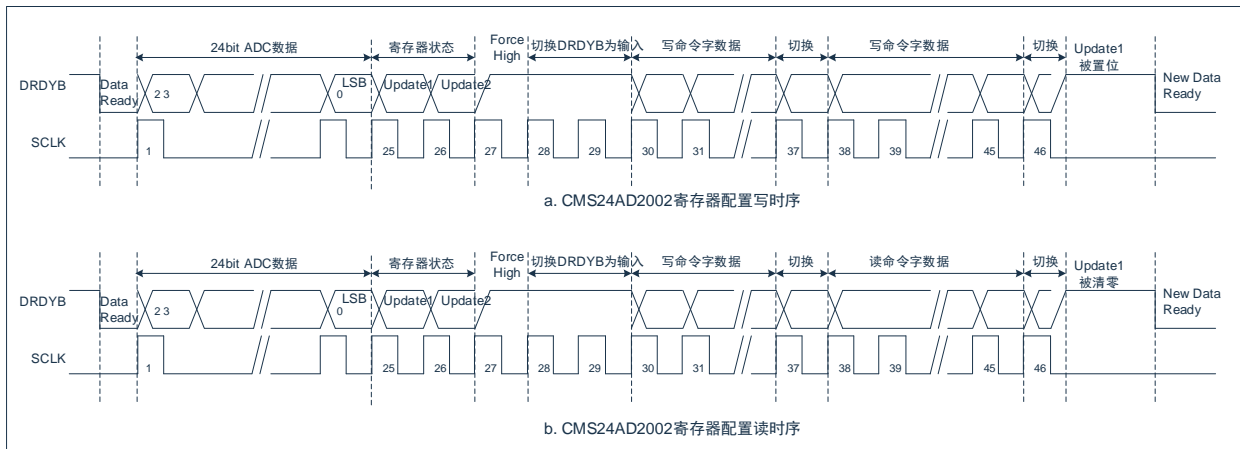 24bit ADC数据 寄存器状态 Force High 切换DRDYB为输入 写命令字数据 切换 写命令字数据 切换 Update1 被置位
DRDYB Data Ready 23 LSB 0 Update1 Update2 New Data Ready
SCLK 1 25 26 27 28 29 30 31 37 38 39 45 46
a. CMS24AD2002寄存器配置写时序
24bit ADC数据 寄存器状态 Force High 切换DRDYB为输入 写命令字数据 切换 读命令字数据 切换 Update1 被清零
DRDYB Data Ready 23 LSB 0 Update1 Update2 New Data Ready
SCLK 1 25 26 27 28 29 30 31 37 38 39 45 46
b. CMS24AD2002寄存器配置读时序